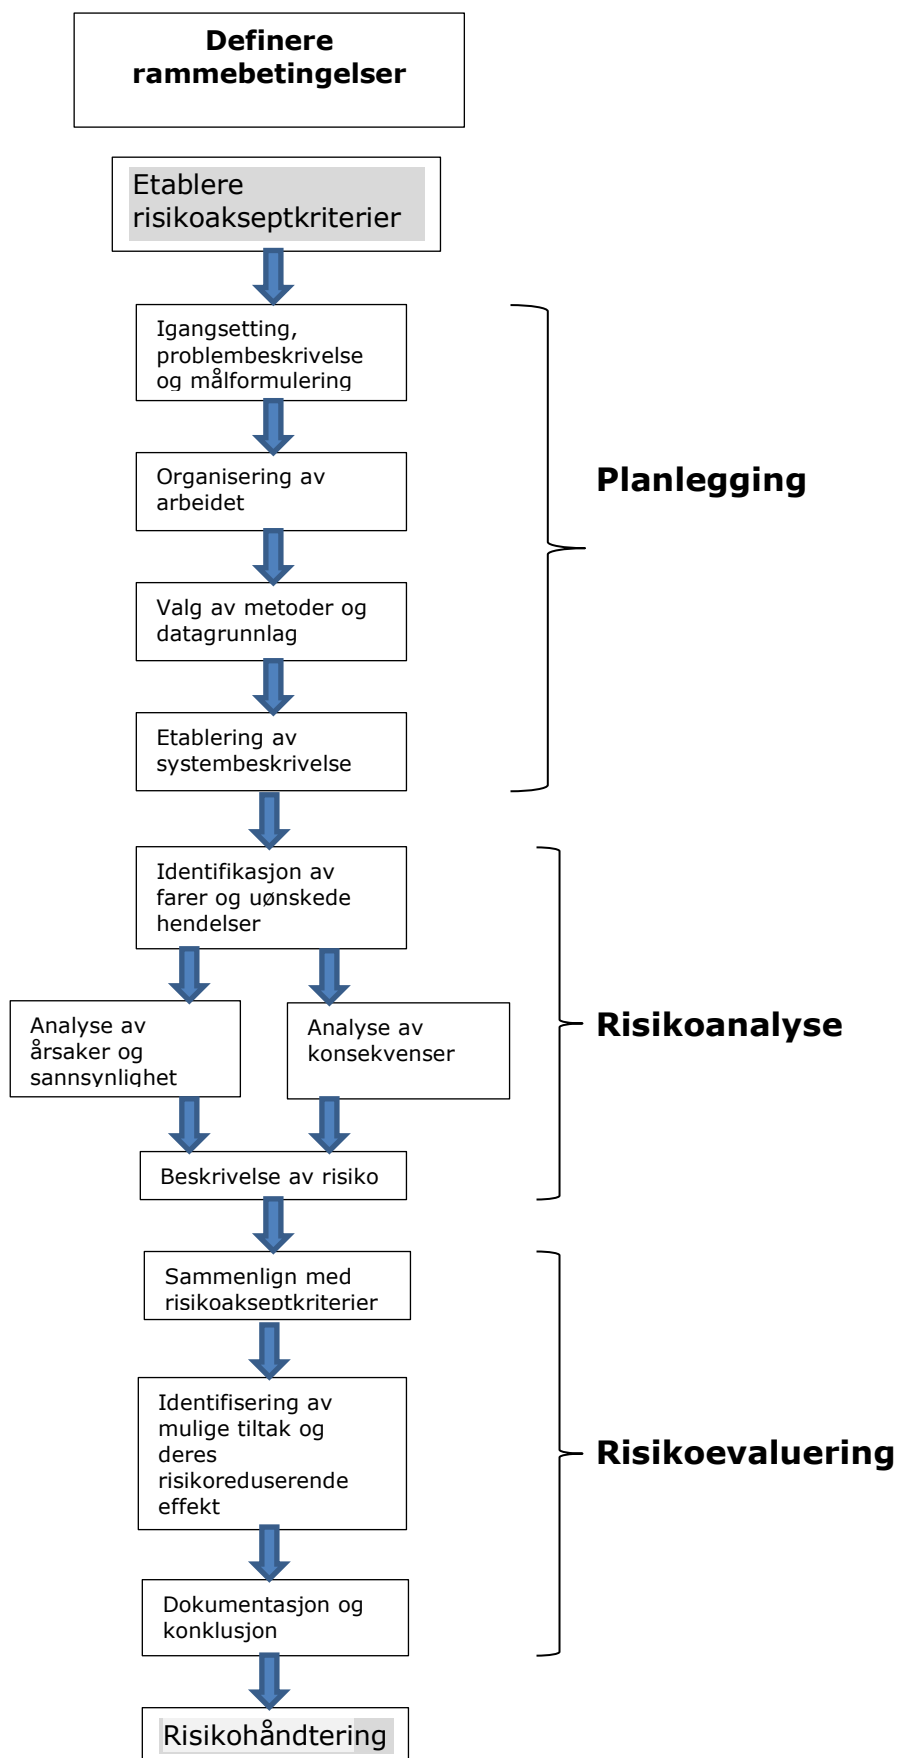 Definere
rammebetingelser
Etablere
risikoakseptkriterier
Igangsetting,
problembeskrivelse
og målformulering
Organisering av
arbeidet
Planlegging
Valg av metoder og
datagrunnlag
Etablering av
systembeskrivelse
Identifikasjon av
farer og uønskede
hendelser
Analyse av
årsaker og
sannsynlighet
Analyse av
konsekvenser
Risikoanalyse
Beskrivelse av risiko
Sammenlign med
risikoakseptkriterier
Identifisering av
mulige tiltak og
deres
risikoreduserende
effekt
Risikoevaluering
Dokumentasjon og
konklusjon
Risikohåndtering